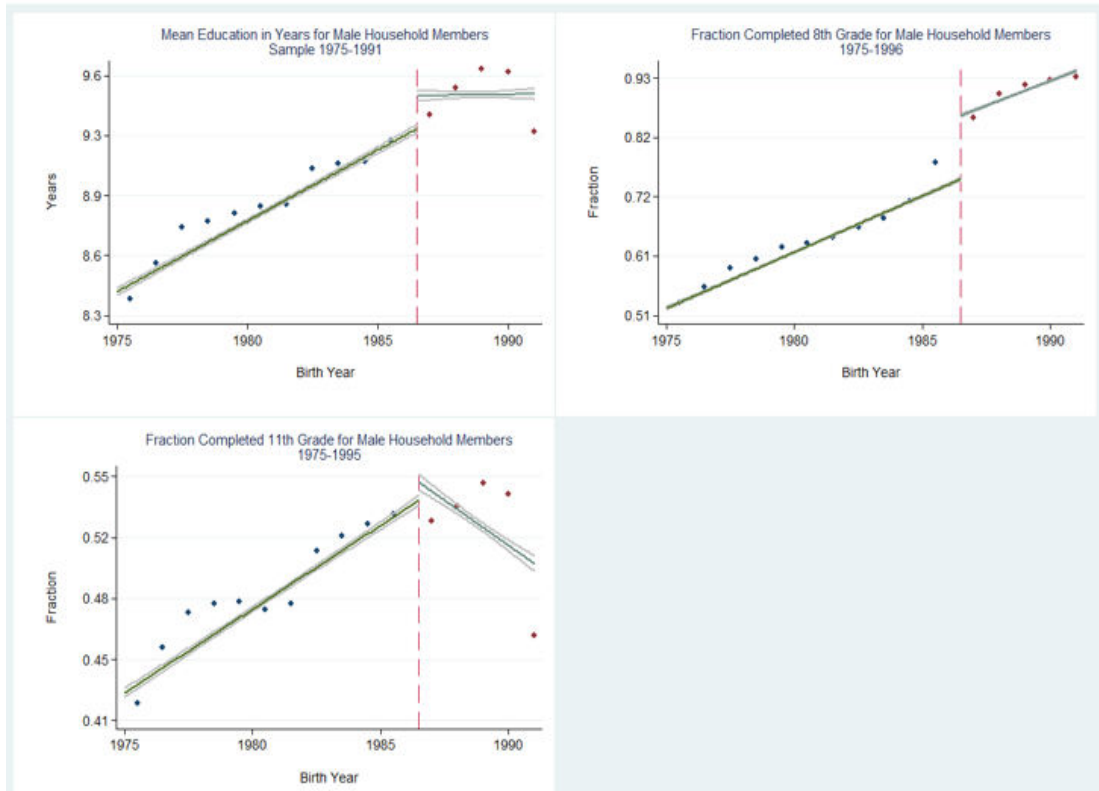 Mean Education in Years for Male Household Members
Sample 1975-1991
9.6
9.3
8.9
8.6
8.3
Years
1975
1980
1985
1990
Birth Year
Fraction Completed 8th Grade for Male Household Members
1975-1996
0.93
0.82
0.72
0.61
0.51
Fraction
1975
1980
1985
1990
Birth Year
Fraction Completed 11th Grade for Male Household Members
1975-1995
0.55
0.52
0.48
0.45
0.41
Fraction
1975
1980
1985
1990
Birth Year